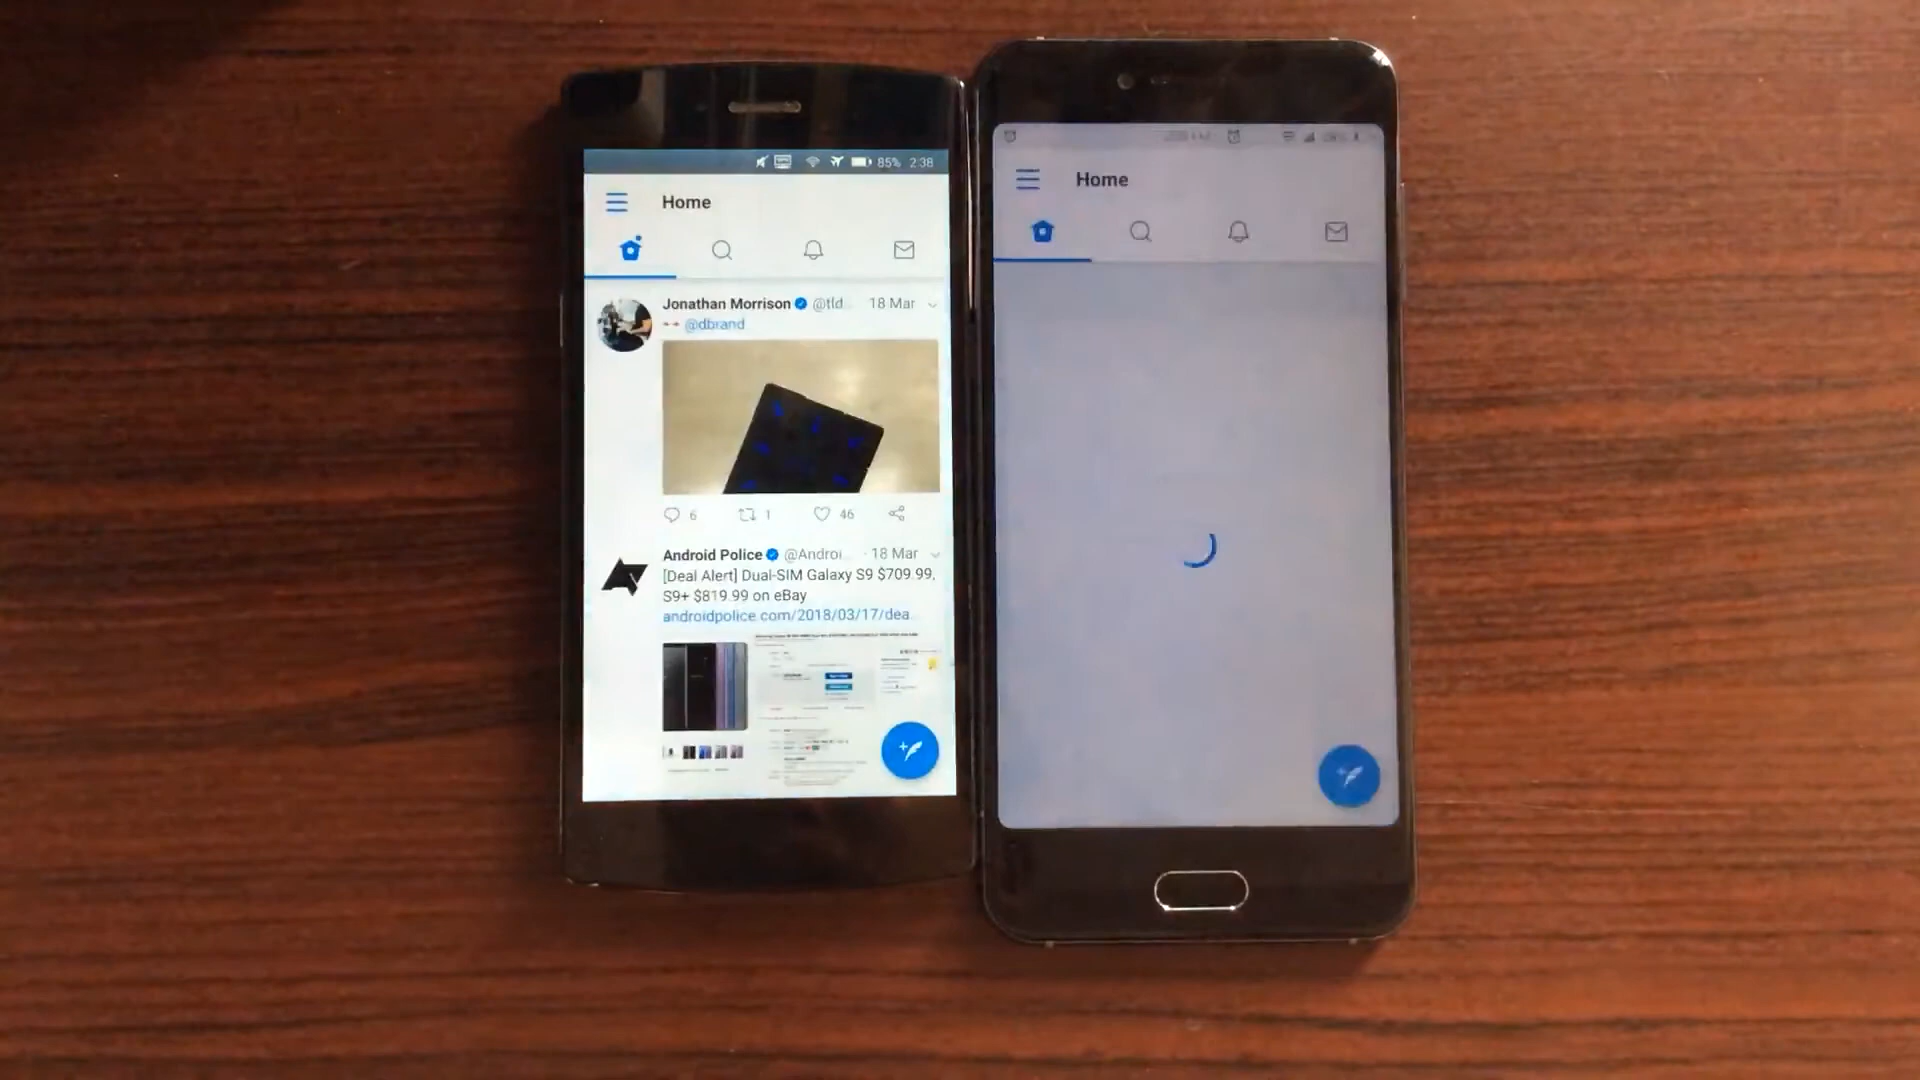 85% 2:38
Home
Jonathan Morrison @tld... 18 Mar
@dbrand
6 1 46
Android Police @Androi... · 18 Mar
[Deal Alert] Dual-SIM Galaxy S9 $709.99,
S9+ $819.99 on eBay
androidpolice.com/2018/03/17/dea...
Home